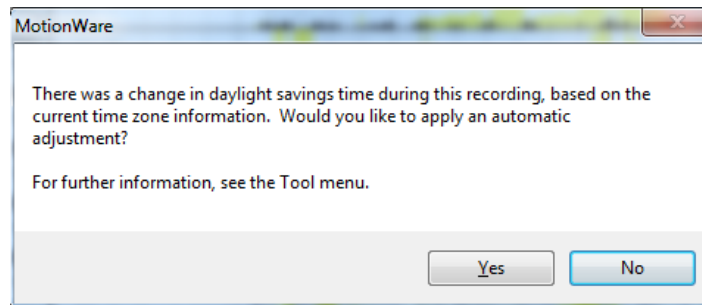 MotionWare
There was a change in daylight savings time during this recording, based on the
current time zone information.  Would you like to apply an automatic
adjustment?
For further information, see the Tool menu.
Yes
No